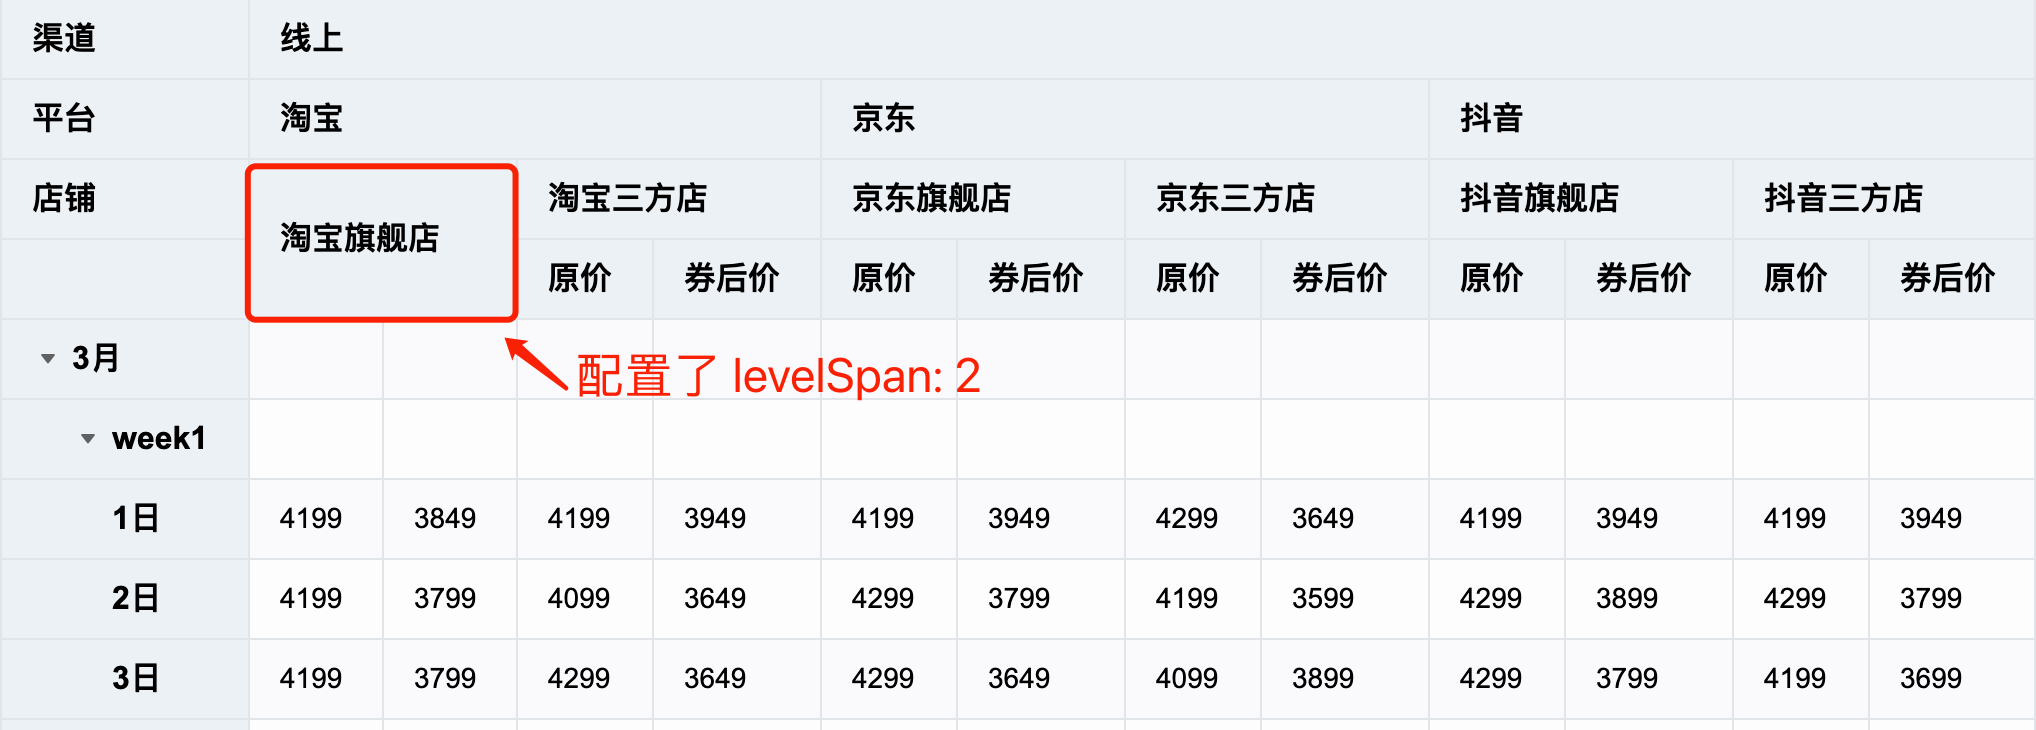 渠道 线上
平台 淘宝 京东 抖音
店铺 淘宝旗舰店 淘宝三方店 京东旗舰店 京东三方店 抖音旗舰店 抖音三方店
原价 券后价 原价 券后价 原价 券后价 原价 券后价 原价 券后价
3月
配置了 levelSpan: 2
week1
1日 4199 3849 4199 3949 4199 3949 4299 3649 4199 3949 4199 3949
2日 4199 3799 4099 3649 4299 3799 4199 3599 4299 3899 4299 3799
3日 4199 3799 4299 3649 4299 3649 4099 3899 4299 3799 4199 3699